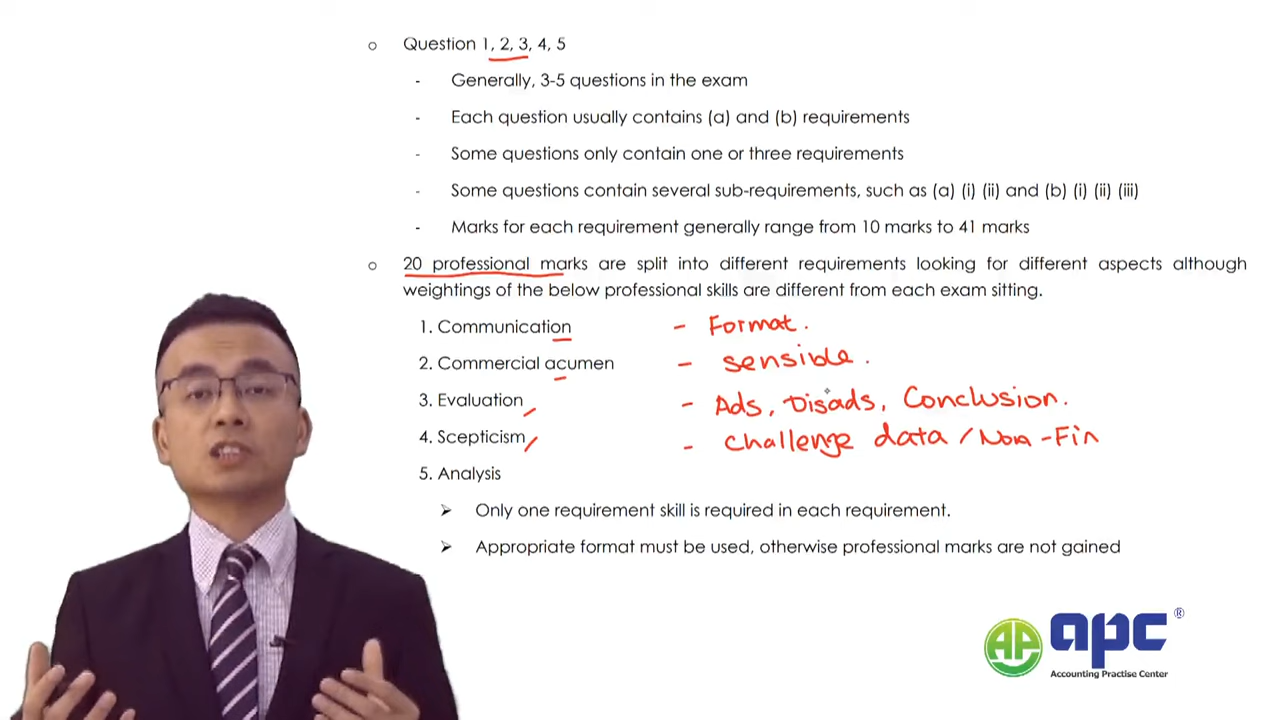 o Question 1, 2, 3, 4, 5
- Generally, 3-5 questions in the exam
- Each question usually contains (a) and (b) requirements
- Some questions only contain one or three requirements
- Some questions contain several sub-requirements, such as (a) (i) (ii) and (b) (i) (ii) (iii)
- Marks for each requirement generally range from 10 marks to 41 marks
o 20 professional marks are split into different requirements looking for different aspects although
weightings of the below professional skills are different from each exam sitting.
1. Communication - Format.
2. Commercial acumen - sensible.
3. Evaluation - Ads, Disads, Conclusion.
4. Scepticism - challenge data / Non-Fin
5. Analysis
➢ Only one requirement skill is required in each requirement.
➢ Appropriate format must be used, otherwise professional marks are not gained
AP apc ®
Accounting Practise Center